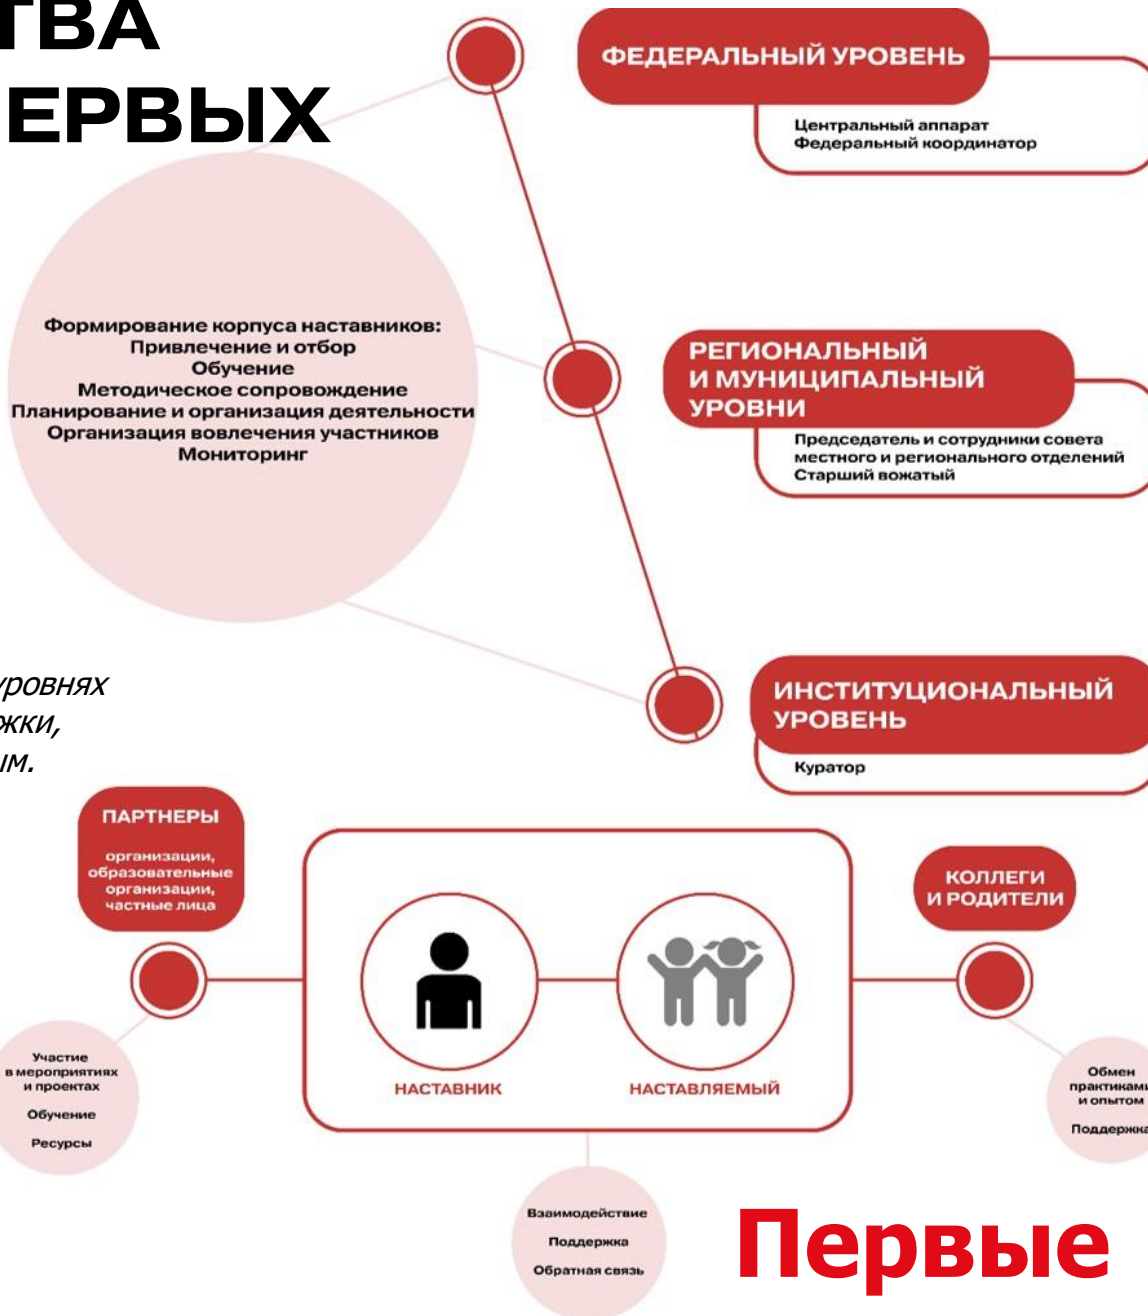 ТВА
ЕРВЫХ
ФЕДЕРАЛЬНЫЙ УРОВЕНЬ
Центральный аппарат
Федеральный координатор
Формирование корпуса наставников:
Привлечение и отбор
Обучение
Методическое сопровождение
Планирование и организация деятельности
Организация вовлечения участников
Мониторинг
РЕГИОНАЛЬНЫЙ
И МУНИЦИПАЛЬНЫЙ
УРОВНИ
Председатель и сотрудники совета
местного и регионального отделений
Старший вожатый
уровнях
жки,
ым.
ИНСТИТУЦИОНАЛЬНЫЙ
УРОВЕНЬ
Куратор
ПАРТНЕРЫ
организации,
образовательные
организации,
частные лица
КОЛЛЕГИ
И РОДИТЕЛИ
НАСТАВНИК
НАСТАВЛЯЕМЫЙ
Участие
в мероприятиях
и проектах
Обучение
Ресурсы
Обмен
практиками
и опытом
Поддержка
Взаимодействие
Поддержка
Обратная связь
Первые